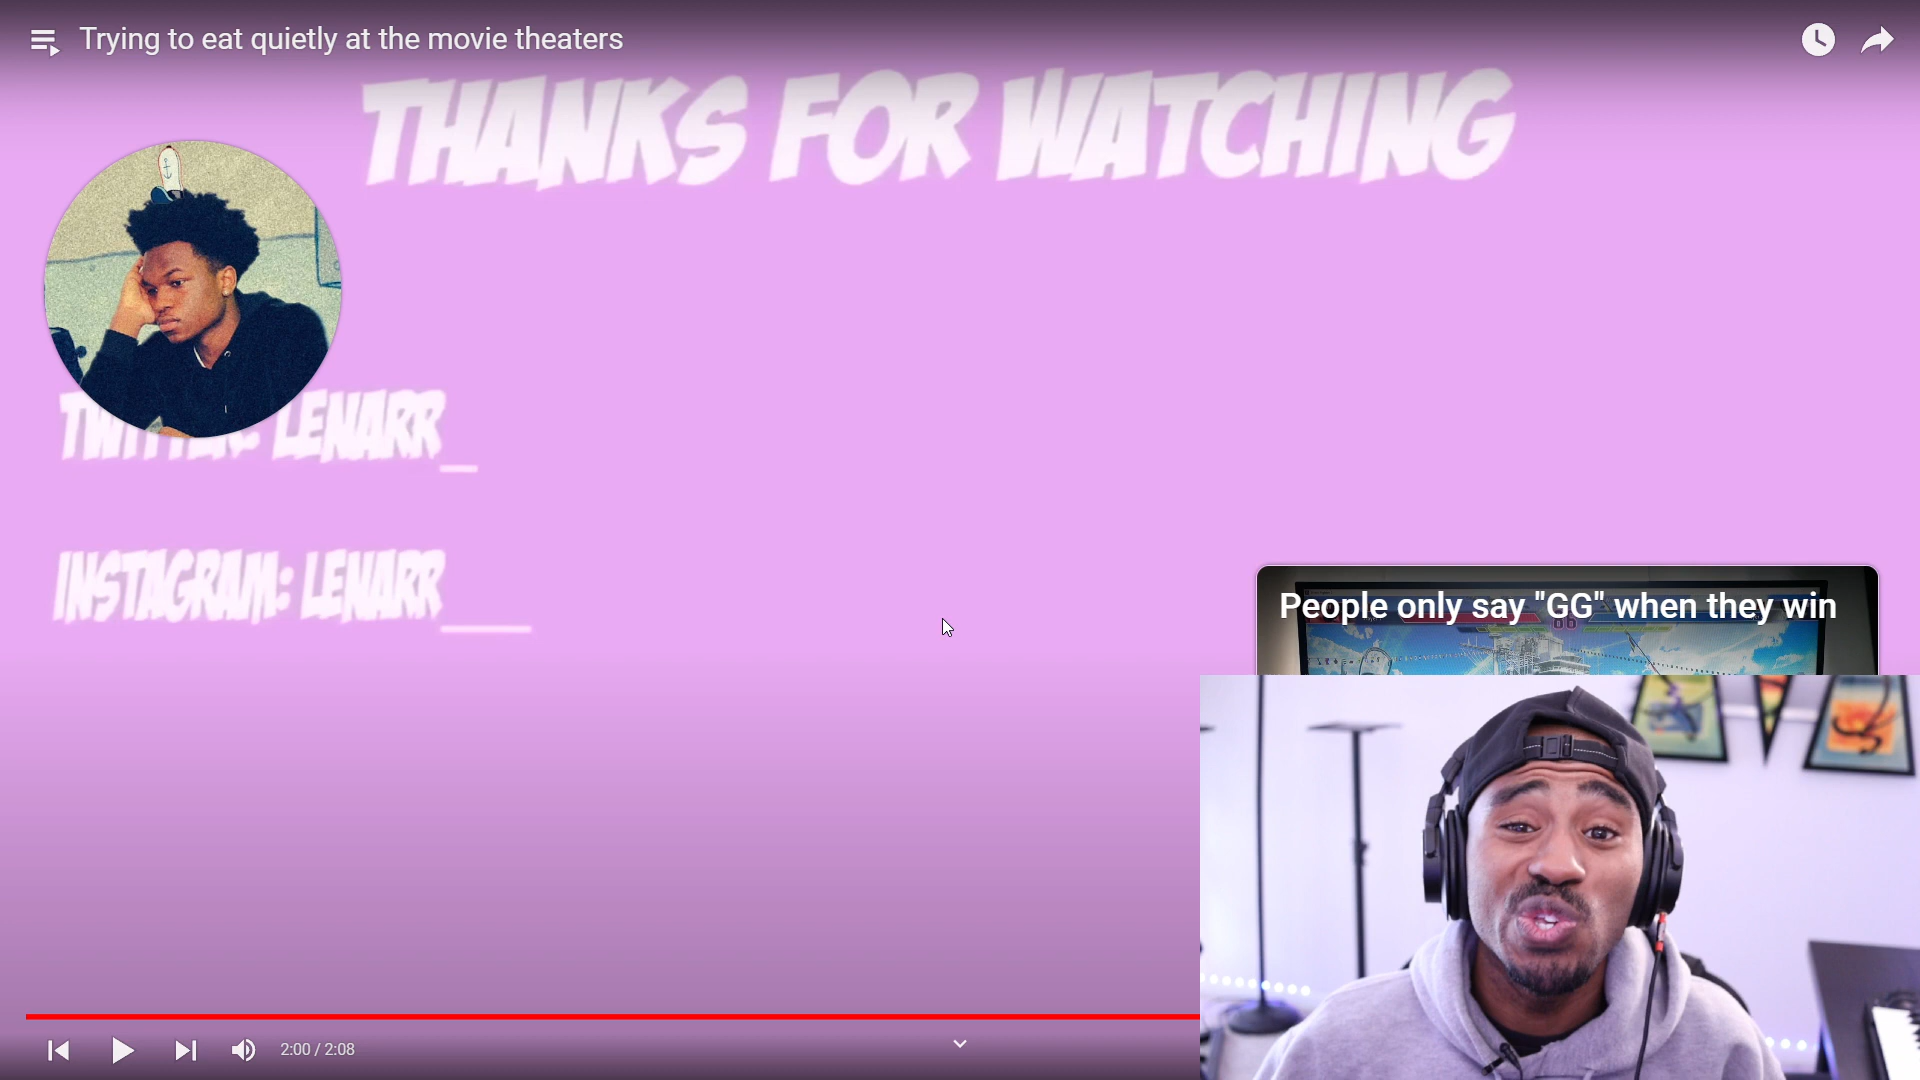 Trying to eat quietly at the movie theaters
THANKS FOR WATCHING
TWITTER: LENARR_
INSTAGRAM: LENARR__
People only say "GG" when they win
2:00 / 2:08